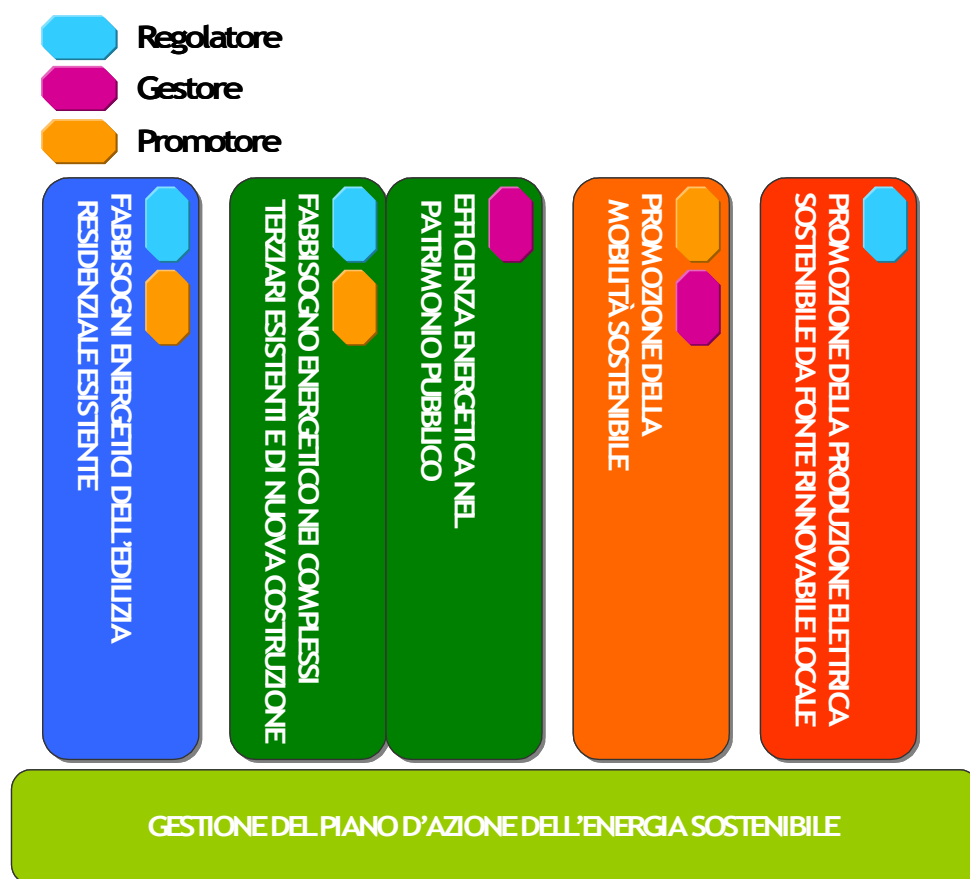 Regolatore
Gestore
Promotore
FABBISOGNI ENERGETICI DELL'EDILIZIA
RESIDENZIALE ESISTENTE
FABBISOGNO ENERGETICO NEI COMPLESSI
TERZIARI ESISTENTI E DI NUOVA COSTRUZIONE
EFFICIENZA ENERGETICA NEL
PATRIMONIO PUBBLICO
PROMOZIONE DELLA
MOBILITÀ SOSTENIBILE
PROMOZIONE DELLA PRODUZIONE ELETTRICA
SOSTENIBILE DA FONTE RINNOVABILE LOCALE
GESTIONE DEL PIANO D'AZIONE DELL'ENERGIA SOSTENIBILE